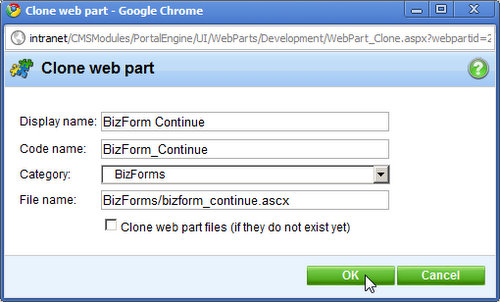 Clone web part - Google Chrome
intranet/CMSModules/PortalEngine/UI/WebParts/Development/WebPart_Clone.aspx?webpartid=2
Clone web part
Display name: BizForm Continue
Code name: BizForm_Continue
Category: BizForms
File name: BizForms/bizform_continue.ascx
Clone web part files (if they do not exist yet)
OK Cancel